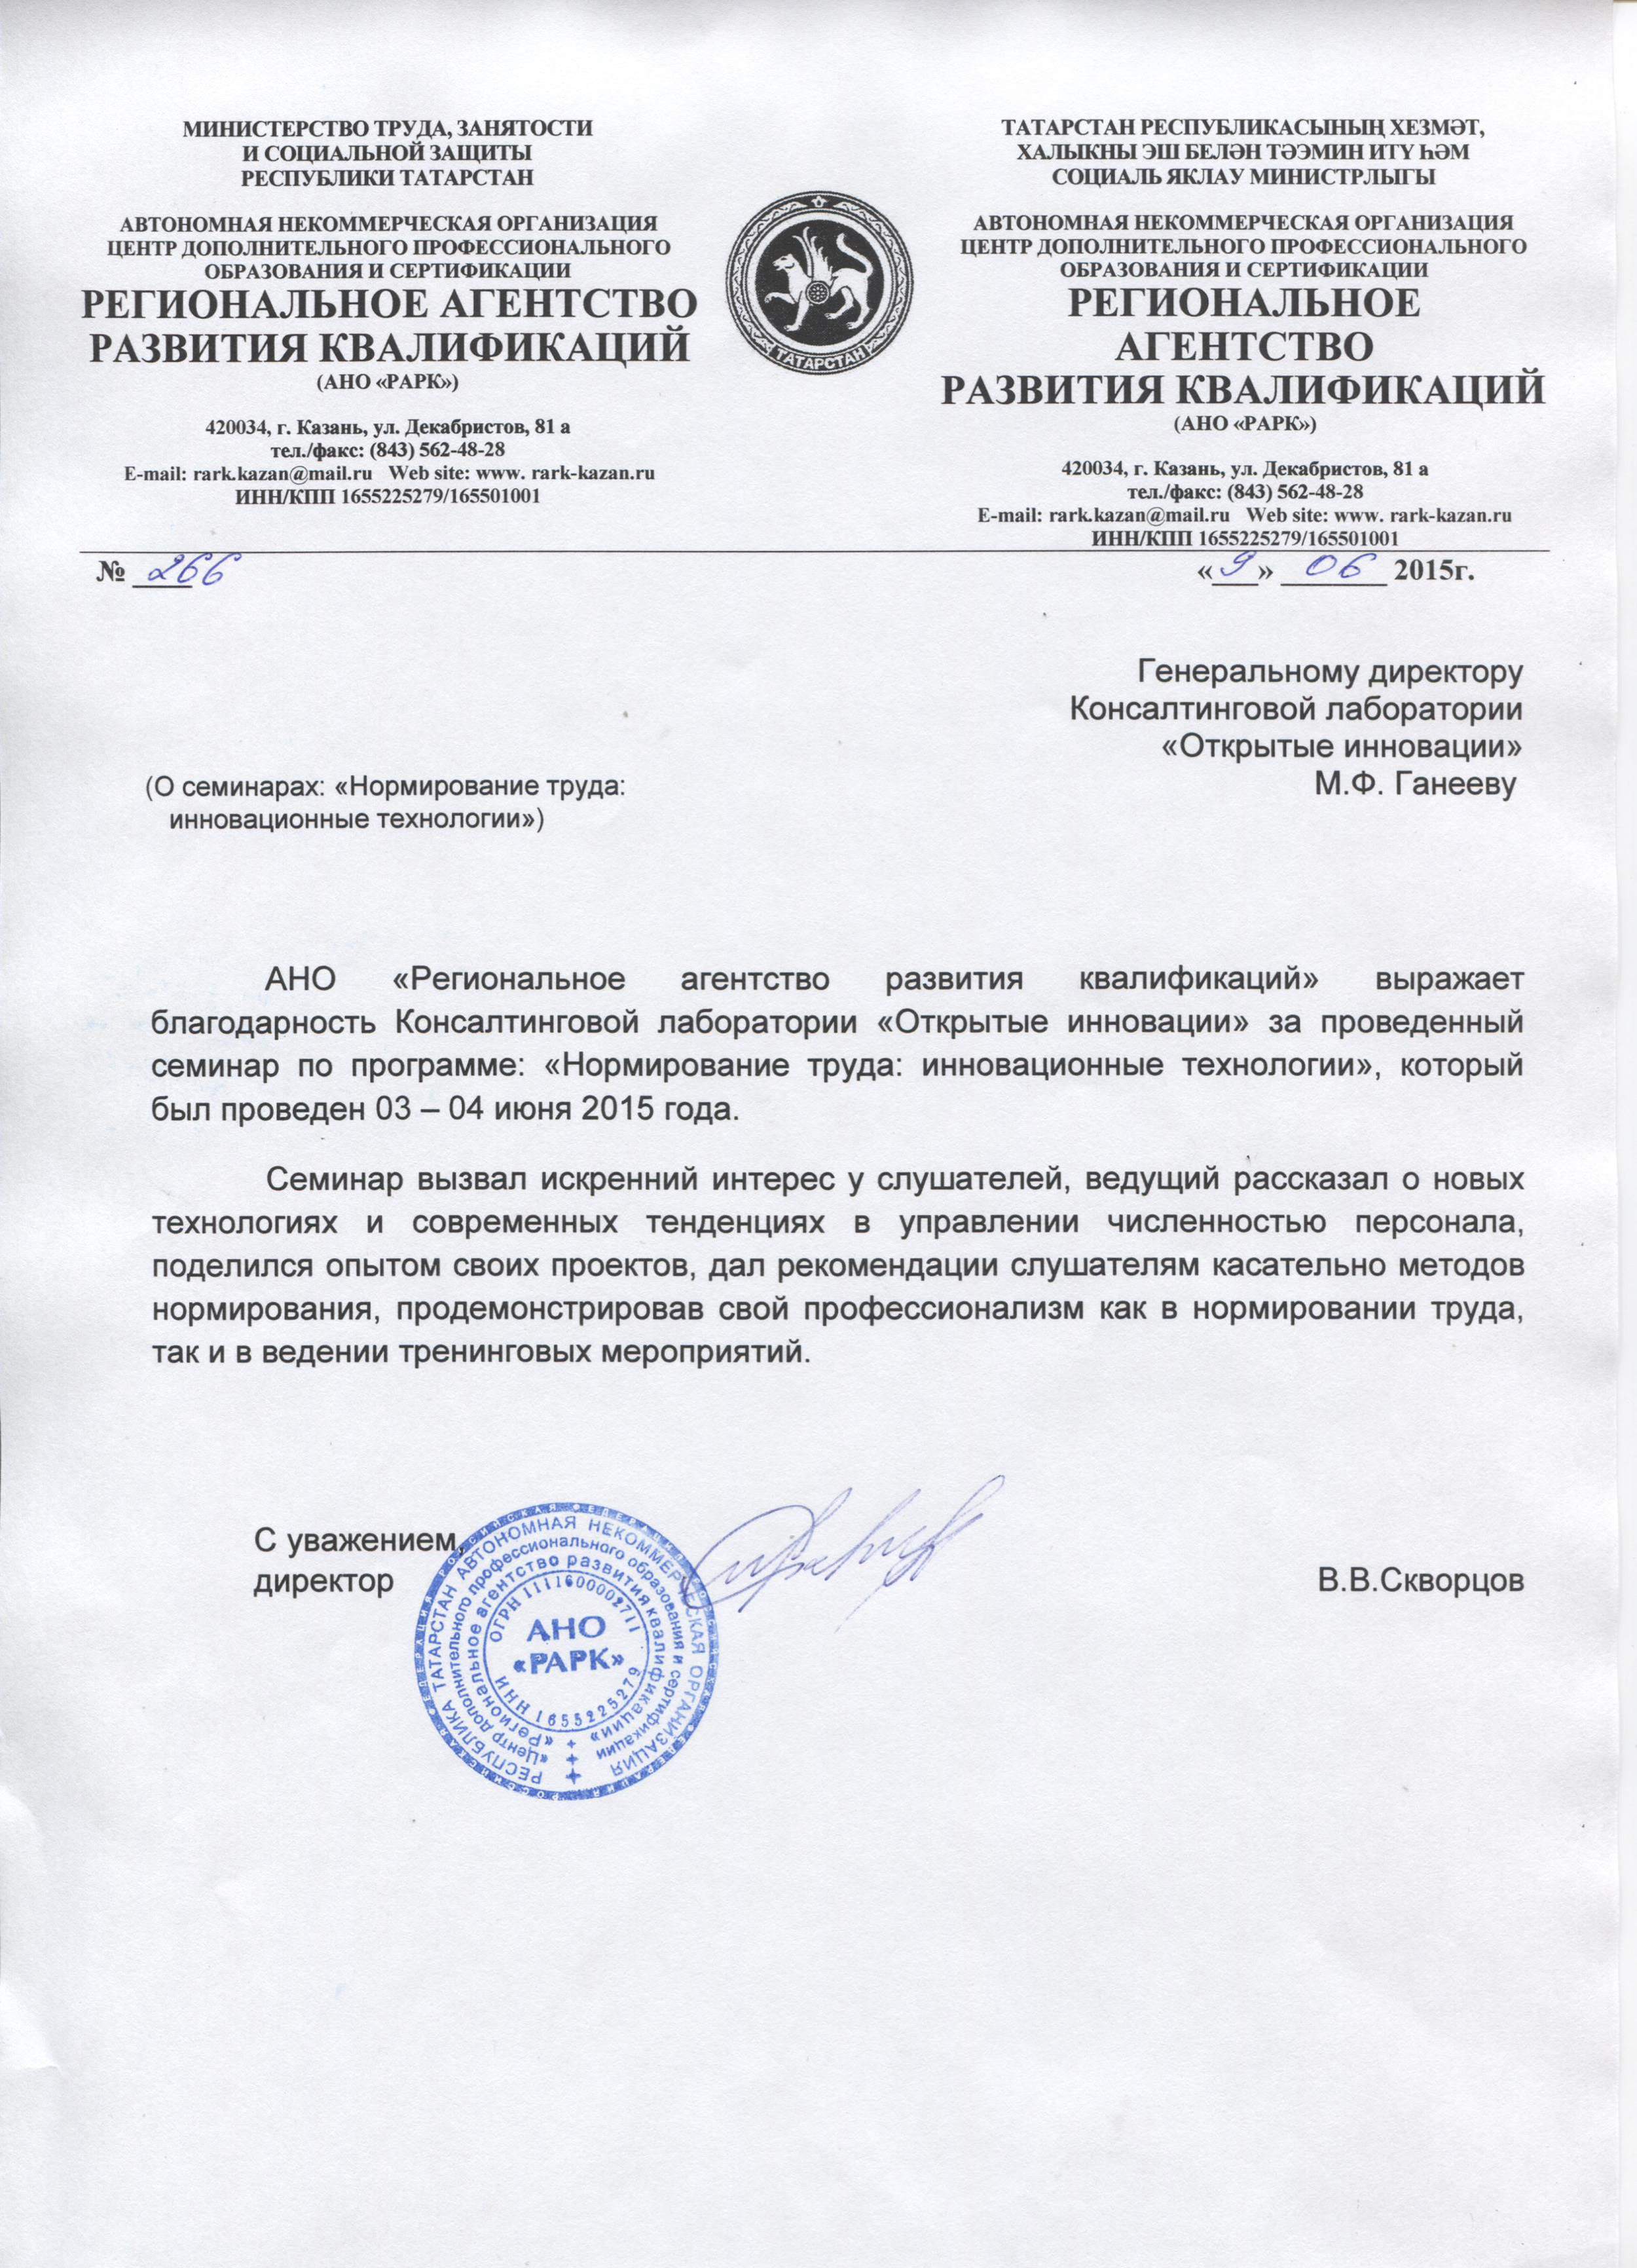 МИНИСТЕРСТВО ТРУДА, ЗАНЯТОСТИ
И СОЦИАЛЬНОЙ ЗАЩИТЫ
РЕСПУБЛИКИ ТАТАРСТАН
АВТОНОМНАЯ НЕКОММЕРЧЕСКАЯ ОРГАНИЗАЦИЯ
ЦЕНТР ДОПОЛНИТЕЛЬНОГО ПРОФЕССИОНАЛЬНОГО
ОБРАЗОВАНИЯ И СЕРТИФИКАЦИИ
РЕГИОНАЛЬНОЕ АГЕНТСТВО
РАЗВИТИЯ КВАЛИФИКАЦИЙ
(АНО «РАРК»)
420034, г. Казань, ул. Декабристов, 81 а
тел./факс: (843) 562-48-28
E-mail: rark.kazan@mail.ru Web site: www. rark-kazan.ru
ИНН/КПП 1655225279/165501001
ТАТАРСТАН
ТАТАРСТАН РЕСПУБЛИКАСЫНЫҢ ХЕЗМӘТ,
ХАЛЫКНЫ ЭШ БЕЛӘН ТӘЭМИН ИТҮ ҺӘМ
СОЦИАЛЬ ЯКЛАУ МИНИСТРЛЫГЫ
АВТОНОМНАЯ НЕКОММЕРЧЕСКАЯ ОРГАНИЗАЦИЯ
ЦЕНТР ДОПОЛНИТЕЛЬНОГО ПРОФЕССИОНАЛЬНОГО
ОБРАЗОВАНИЯ И СЕРТИФИКАЦИИ
РЕГИОНАЛЬНОЕ
АГЕНТСТВО
РАЗВИТИЯ КВАЛИФИКАЦИЙ
(АНО «РАРК»)
420034, г. Казань, ул. Декабристов, 81 а
тел./факс: (843) 562-48-28
E-mail: rark.kazan@mail.ru Web site: www. rark-kazan.ru
ИНН/КПП 1655225279/165501001
№ 266
«9» 06 2015г.
Генеральному директору
Консалтинговой лаборатории
«Открытые инновации»
М.Ф. Ганееву
(О семинарах: «Нормирование труда:
инновационные технологии»)
АНО «Региональное агентство развития квалификаций» выражает
благодарность Консалтинговой лаборатории «Открытые инновации» за проведенный
семинар по программе: «Нормирование труда: инновационные технологии», который
был проведен 03 – 04 июня 2015 года.
Семинар вызвал искренний интерес у слушателей, ведущий рассказал о новых
технологиях и современных тенденциях в управлении численностью персонала,
поделился опытом своих проектов, дал рекомендации слушателям касательно методов
нормирования, продемонстрировав свой профессионализм как в нормировании труда,
так и в ведении тренинговых мероприятий.
С уважением,
директор
В.В.Скворцов
РЕСПУБЛИКА ТАТАРСТАН АВТОНОМНАЯ НЕКОММЕРЧЕСКАЯ ОРГАНИЗАЦИЯ
«Центр дополнительного профессионального образования и сертификации
«Региональное агентство развития квалификации»
ОГРН 1111600002711
ИНН 1655225279
АНО
«РАРК»